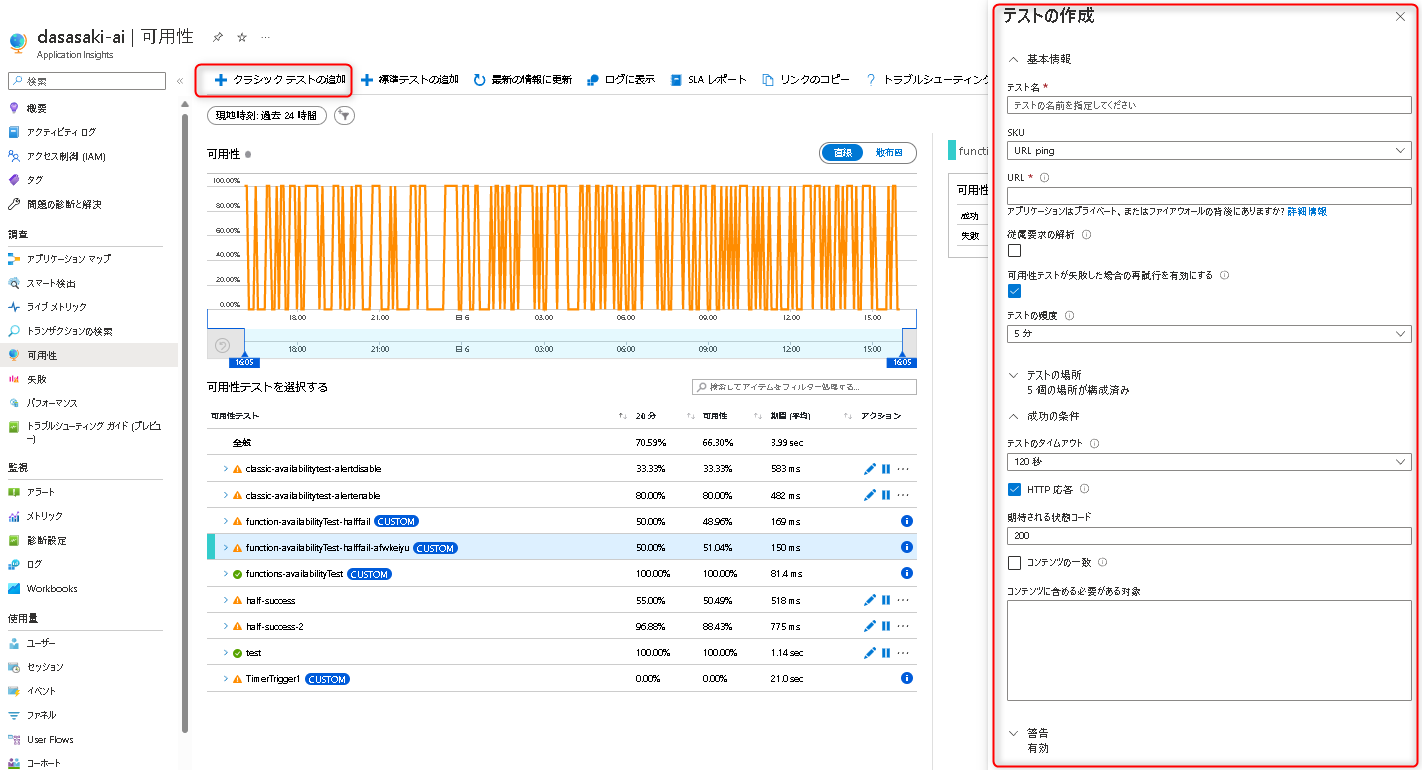 dasasaki-ai | 可用性
Application Insights
検索
概要
アクティビティ ログ
アクセス制御 (IAM)
タグ
問題の診断と解決
調査
アプリケーション マップ
スマート検出
ライブ メトリック
トランザクションの検索
可用性
失敗
パフォーマンス
トラブルシューティング ガイド (プレビュ
ー)
監視
アラート
メトリック
診断設定
ログ
Workbooks
使用量
ユーザー
セッション
イベント
ファネル
User Flows
コーホート
クラシック テストの追加
標準テストの追加
最新の情報に更新
ログに表示
SLA レポート
リンクのコピー
トラブルシューティング
現地時刻: 過去 24 時間
可用性
直線
散布図
100.00%
80.00%
60.00%
40.00%
20.00%
0.00%
18:00 21:00 日 6 03:00 06:00 09:00 12:00 15:00
18:00 21:00 日 6 03:00 06:00 09:00 12:00 15:00
16:05 16:05
可用性テストを選択する
検索してアイテムをフィルター処理する...
可用性テスト 20 分 可用性 期間 (平均) アクション
全般 70.59% 66.30% 3.99 sec
classic-availabilitytest-alertdisable 33.33% 33.33% 583 ms
classic-availabilitytest-alertenable 80.00% 80.00% 482 ms
function-availabilityTest-halffail CUSTOM 50.00% 48.96% 169 ms
function-availabilityTest-halffail-afwkeiyu CUSTOM 50.00% 51.04% 150 ms
functions-availabilityTest CUSTOM 100.00% 100.00% 81.4 ms
half-success 55.00% 50.49% 518 ms
half-success-2 96.88% 88.43% 775 ms
test 100.00% 100.00% 1.14 sec
TimerTrigger1 CUSTOM 0.00% 0.00% 21.0 sec
functi
可用性
成功
失敗
テストの作成
基本情報
テスト名 *
テストの名前を指定してください
SKU
URL ping
URL *
アプリケーションはプライベート、またはファイアウォールの背後にありますか? 詳細情報
従属要求の解析
可用性テストが失敗した場合の再試行を有効にする
テストの頻度
5 分
テストの場所
5 個の場所が構成済み
成功の条件
テストのタイムアウト
120 秒
HTTP 応答
期待される状態コード
200
コンテンツの一致
コンテンツに含める必要がある対象
警告
有効